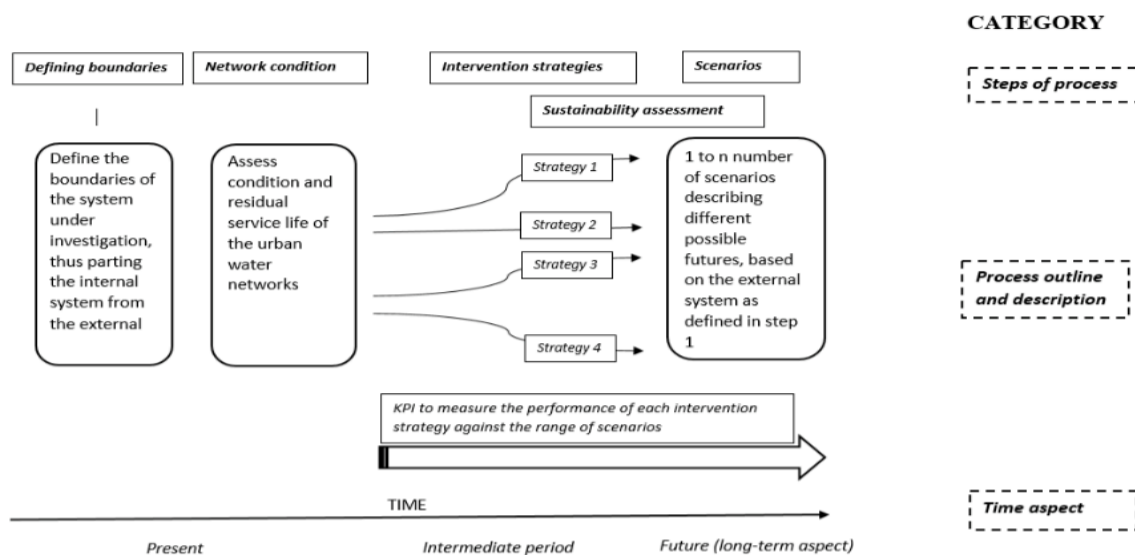 CATEGORY
Defining boundaries
Network condition
Intervention strategies
Scenarios
Steps of process
Sustainability assessment
Define the
boundaries of
the system
under
investigation,
thus parting
the internal
system from
the external
Assess
condition and
residual
service life of
the urban
water
networks
Strategy 1
Strategy 2
Strategy 3
Strategy 4
1 to n number
of scenarios
describing
different
possible
futures, based
on the external
system as
defined in step
1
Process outline
and description
KPI to measure the performance of each intervention
strategy against the range of scenarios
TIME
Time aspect
Present
Intermediate period
Future (long-term aspect)